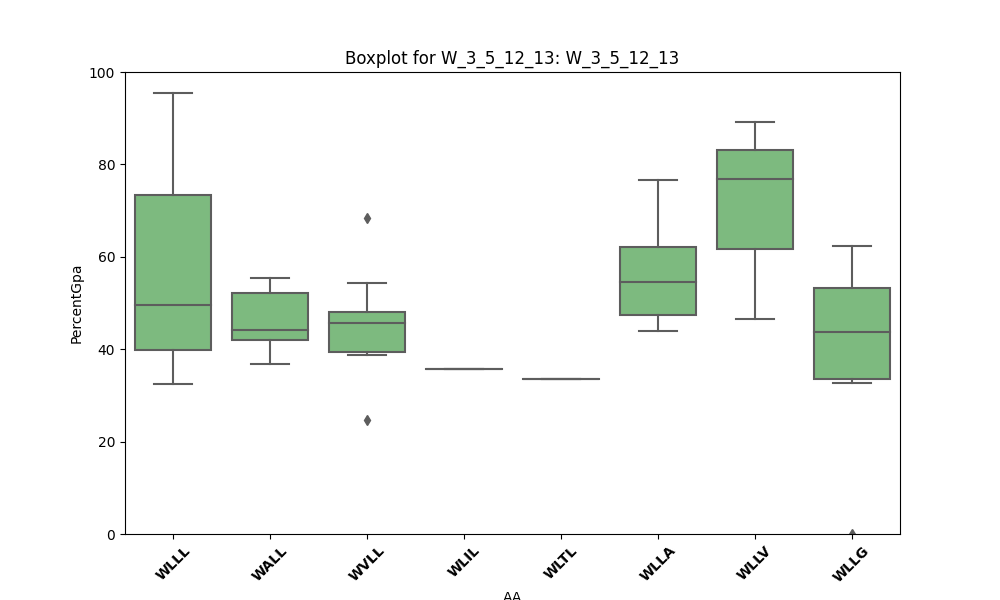 Boxplot for W_3_5_12_13: W_3_5_12_13
100
80
60
40
20
0
PercentGpa
WLLL
WALL
WVLL
WLIL
WLTL
WLLA
WLLV
WLLG
AA